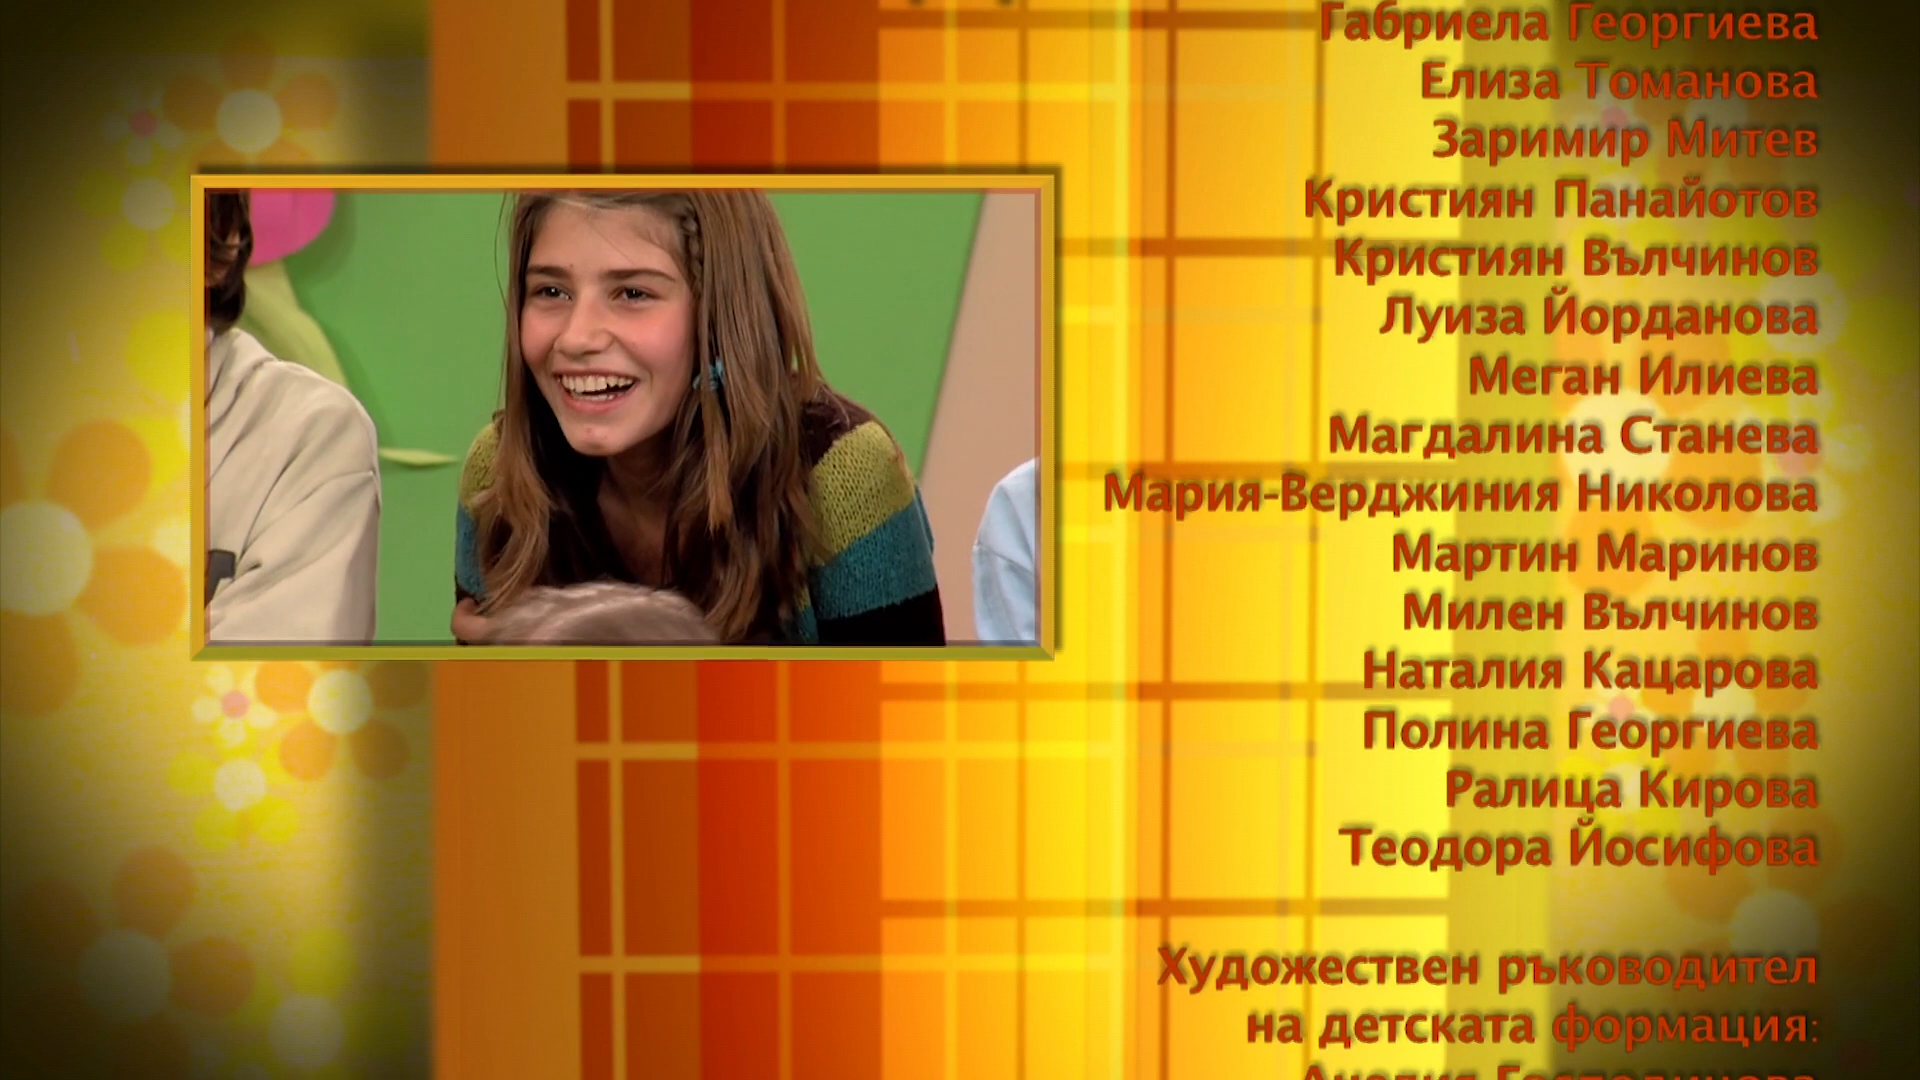 Габриела Георгиева
Елиза Томанова
Заримир Митев
Кристиян Панайотов
Кристиян Вълчинов
Луиза Йорданова
Меган Илиева
Магдалина Станева
Мария-Верджиния Николова
Мартин Маринов
Милен Вълчинов
Наталия Кацарова
Полина Георгиева
Ралица Кирова
Теодора Йосифова
Художествен ръководител
на детската формация: